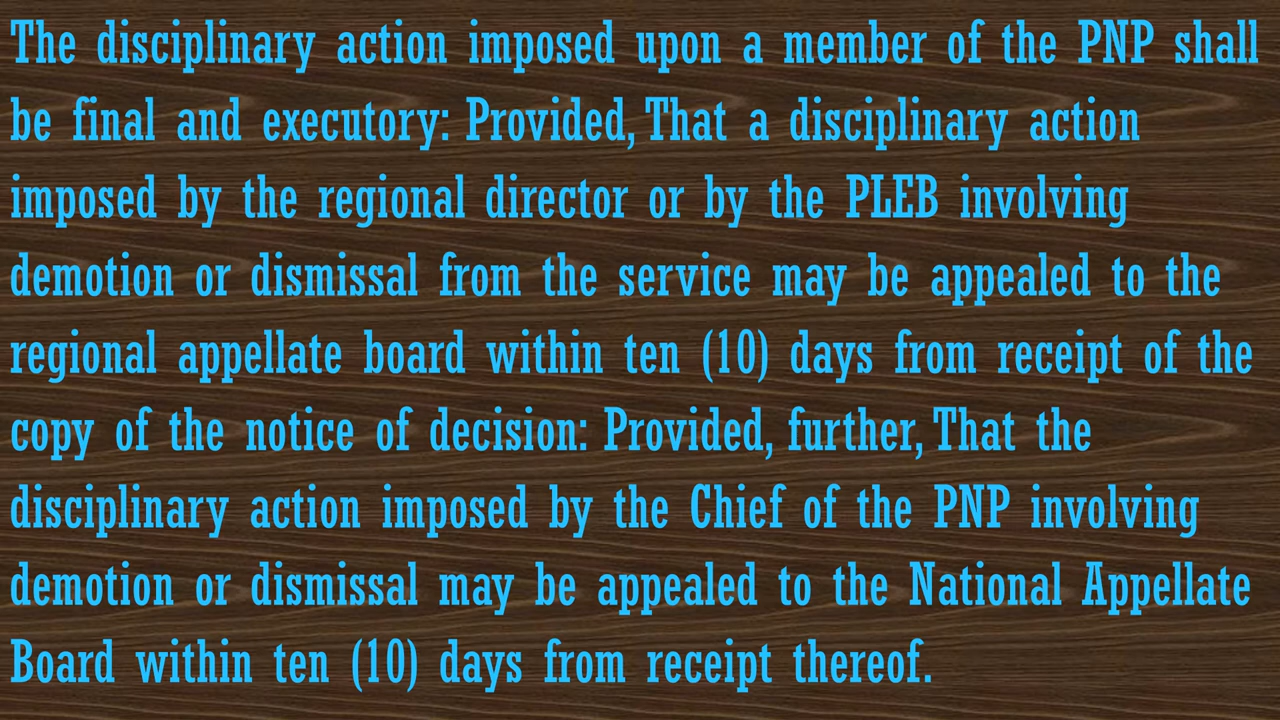 The disciplinary action imposed upon a member of the PNP shall
be final and executory: Provided, That a disciplinary action
imposed by the regional director or by the PLEB involving
demotion or dismissal from the service may be appealed to the
regional appellate board within ten (10) days from receipt of the
copy of the notice of decision: Provided, further, That the
disciplinary action imposed by the Chief of the PNP involving
demotion or dismissal may be appealed to the National Appellate
Board within ten (10) days from receipt thereof.